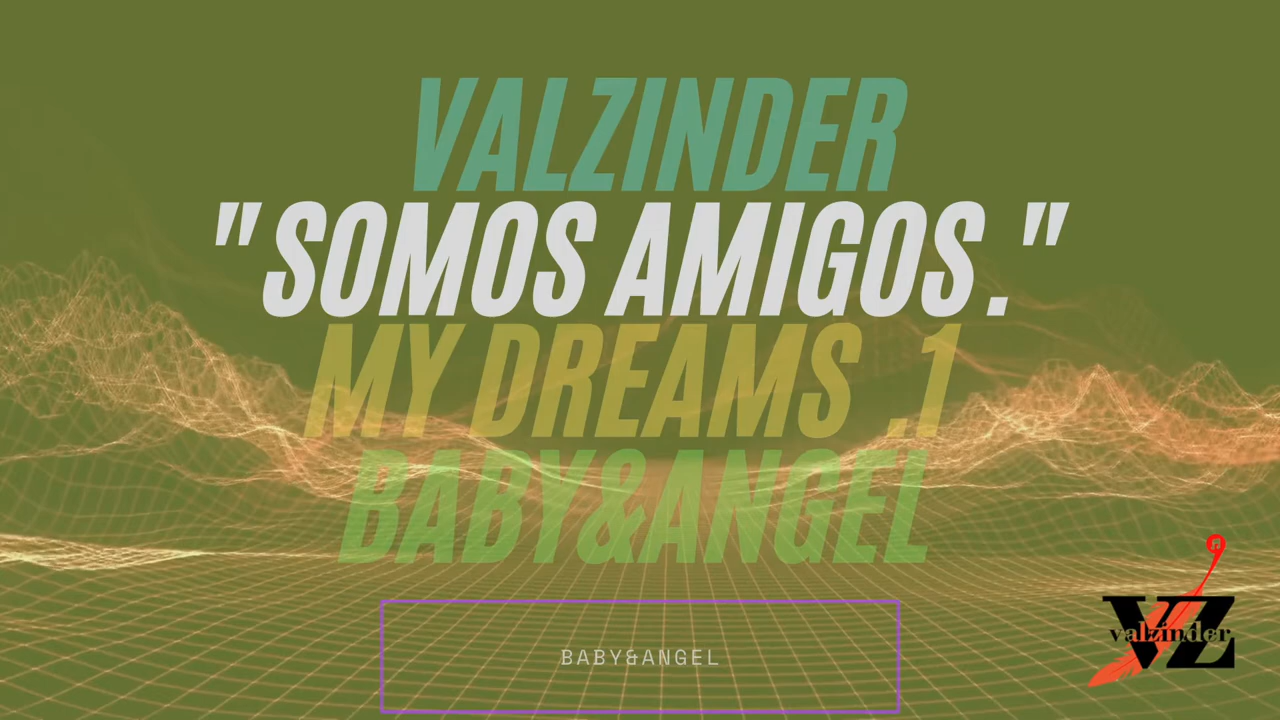 VALZINDER
"SOMOS AMIGOS."
MY DREAMS .1
BABY&ANGEL
BABY&ANGEL
VZ
valzinder